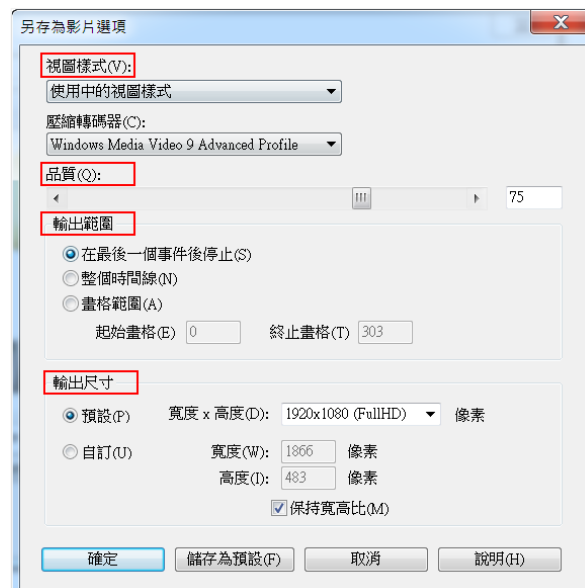 另存為影片選項
視圖樣式(V):
使用中的視圖樣式
壓縮轉碼器(C):
Windows Media Video 9 Advanced Profile
品質(Q):
75
輸出範圍
在最後一個事件後停止(S)
整個時間線(N)
畫格範圍(A)
起始畫格(E) 0 終止畫格(T) 303
輸出尺寸
預設(P) 寬度 x 高度(D): 1920x1080 (FullHD) 像素
自訂(U) 寬度(W): 1866 像素
高度(I): 483 像素
保持寬高比(M)
確定 儲存為預設(F) 取消 說明(H)